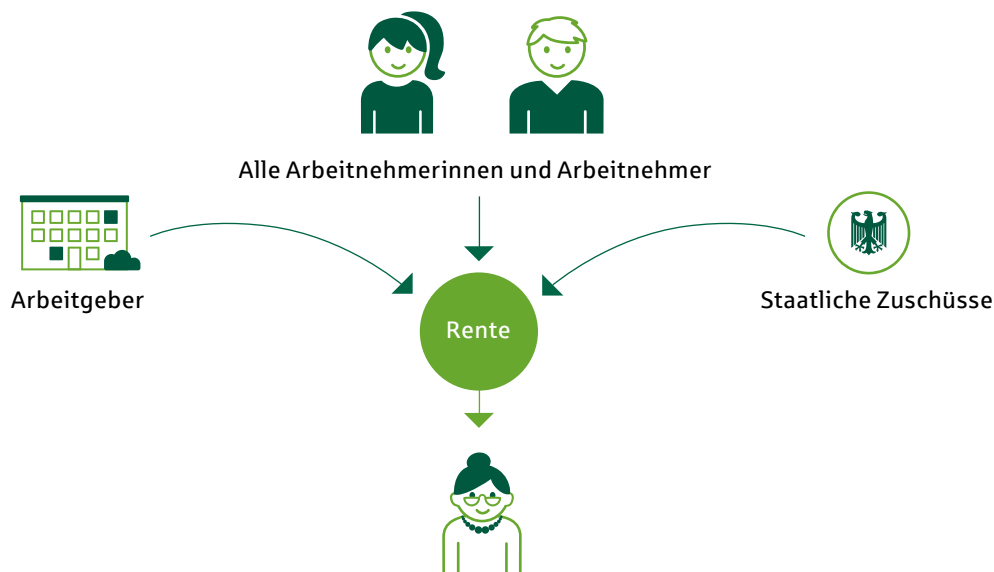 Alle Arbeitnehmerinnen und Arbeitnehmer
Arbeitgeber
Staatliche Zuschüsse
Rente